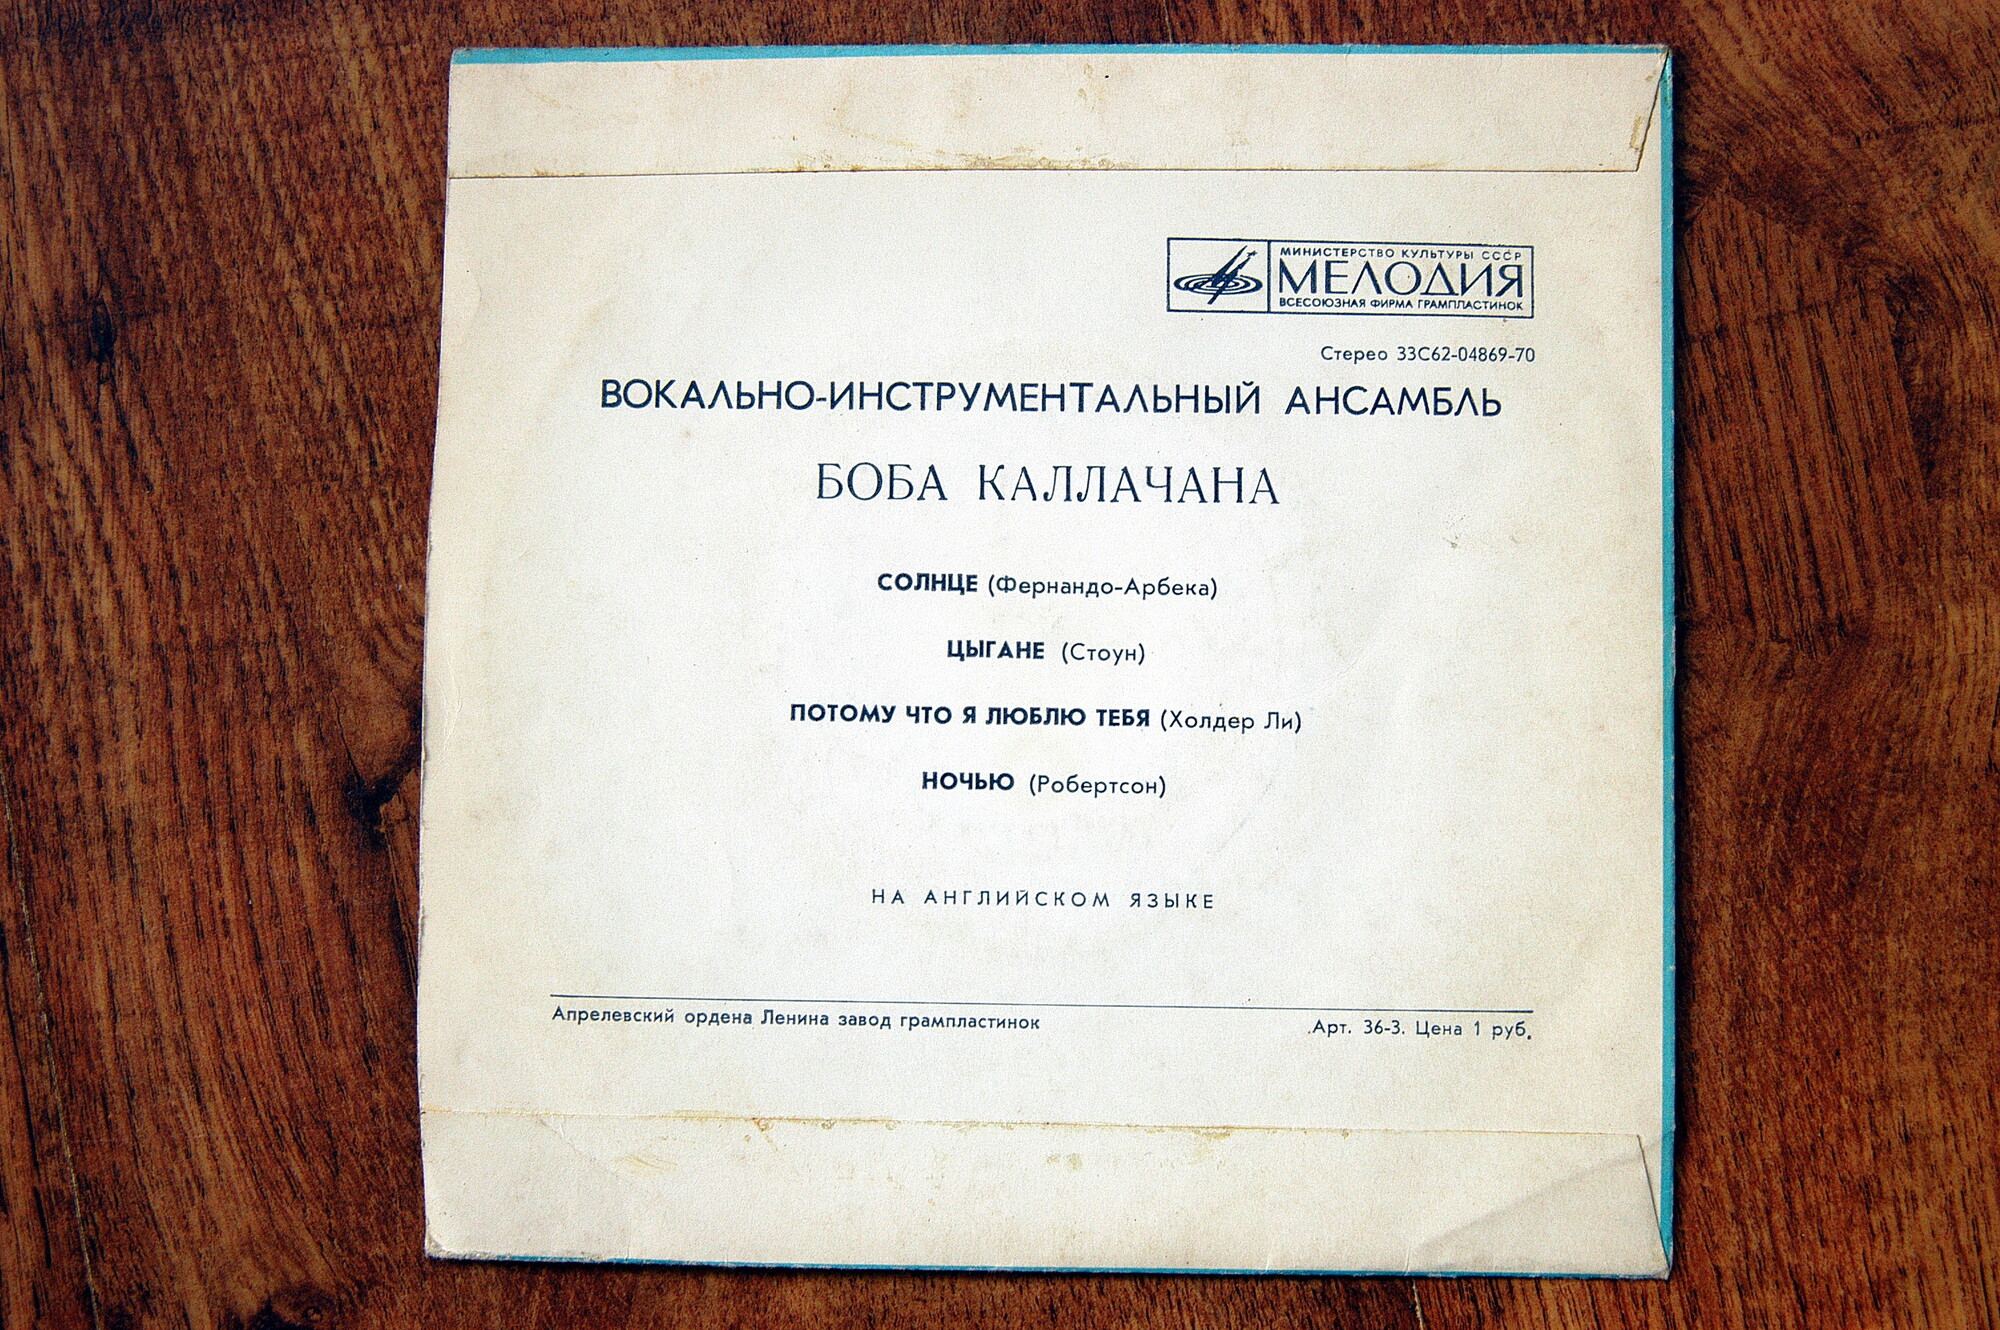 МИНИСТЕРСТВО КУЛЬТУРЫ СССР
МЕЛОДИЯ
ВСЕСОЮЗНАЯ ФИРМА ГРАМПЛАСТИНОК
Стерео 33С62-04869-70
ВОКАЛЬНО-ИНСТРУМЕНТАЛЬНЫЙ АНСАМБЛЬ
БОБА КАЛЛАЧАНА
СОЛНЦЕ (Фернандо-Арбека)
ЦЫГАНЕ (Стоун)
ПОТОМУ ЧТО Я ЛЮБЛЮ ТЕБЯ (Холдер Ли)
НОЧЬЮ (Робертсон)
НА АНГЛИЙСКОМ ЯЗЫКЕ
Апрелевский ордена Ленина завод грампластинок Арт. 36-3. Цена 1 руб.